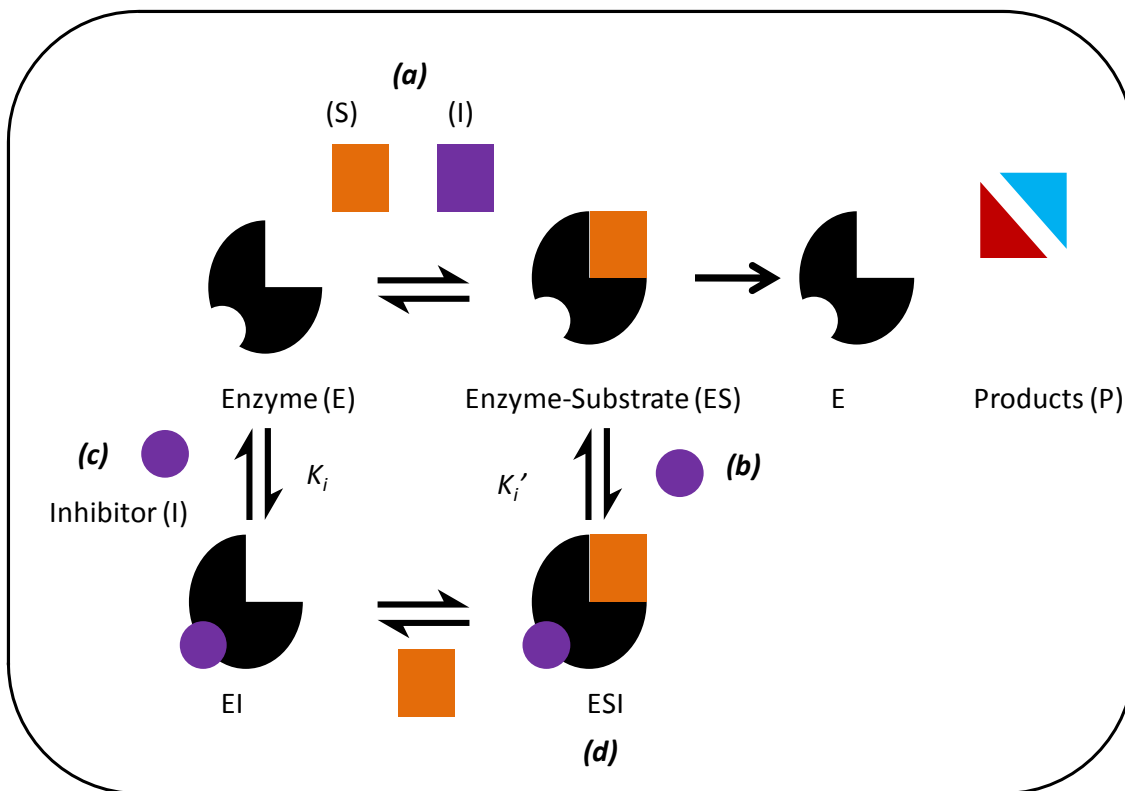 (a)
(S) (I)
Enzyme (E) Enzyme-Substrate (ES) E Products (P)
(c) Kᵢ Kᵢ’ (b)
Inhibitor (I)
EI ESI
(d)